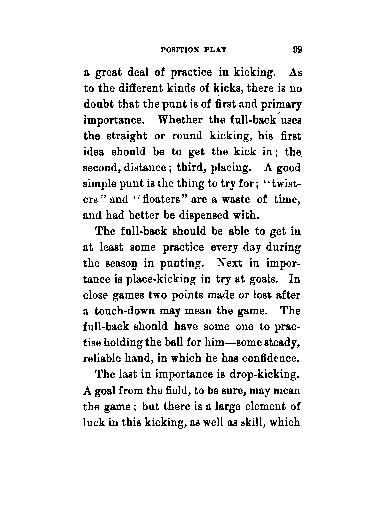 POSITION PLAY 99
a great deal of practice in kicking. As
to the different kinds of kicks, there is no
doubt that the punt is of first and primary
importance. Whether the full-back uses
the straight or round kicking, his first
idea should be to get the kick in; the
second, distance; third, placing. A good
simple punt is the thing to try for; "twist-
ers" and "floaters" are a waste of time,
and had better be dispensed with.
The full-back should be able to get in
at least some practice every day during
the season in punting. Next in impor-
tance is place-kicking in try at goals. In
close games two points made or lost after
a touch-down may mean the game. The
full-back should have some one to prac-
tise holding the ball for him—some steady,
reliable hand, in which he has confidence.
The last in importance is drop-kicking.
A goal from the field, to be sure, may mean
the game; but there is a large element of
luck in this kicking, as well as skill, which